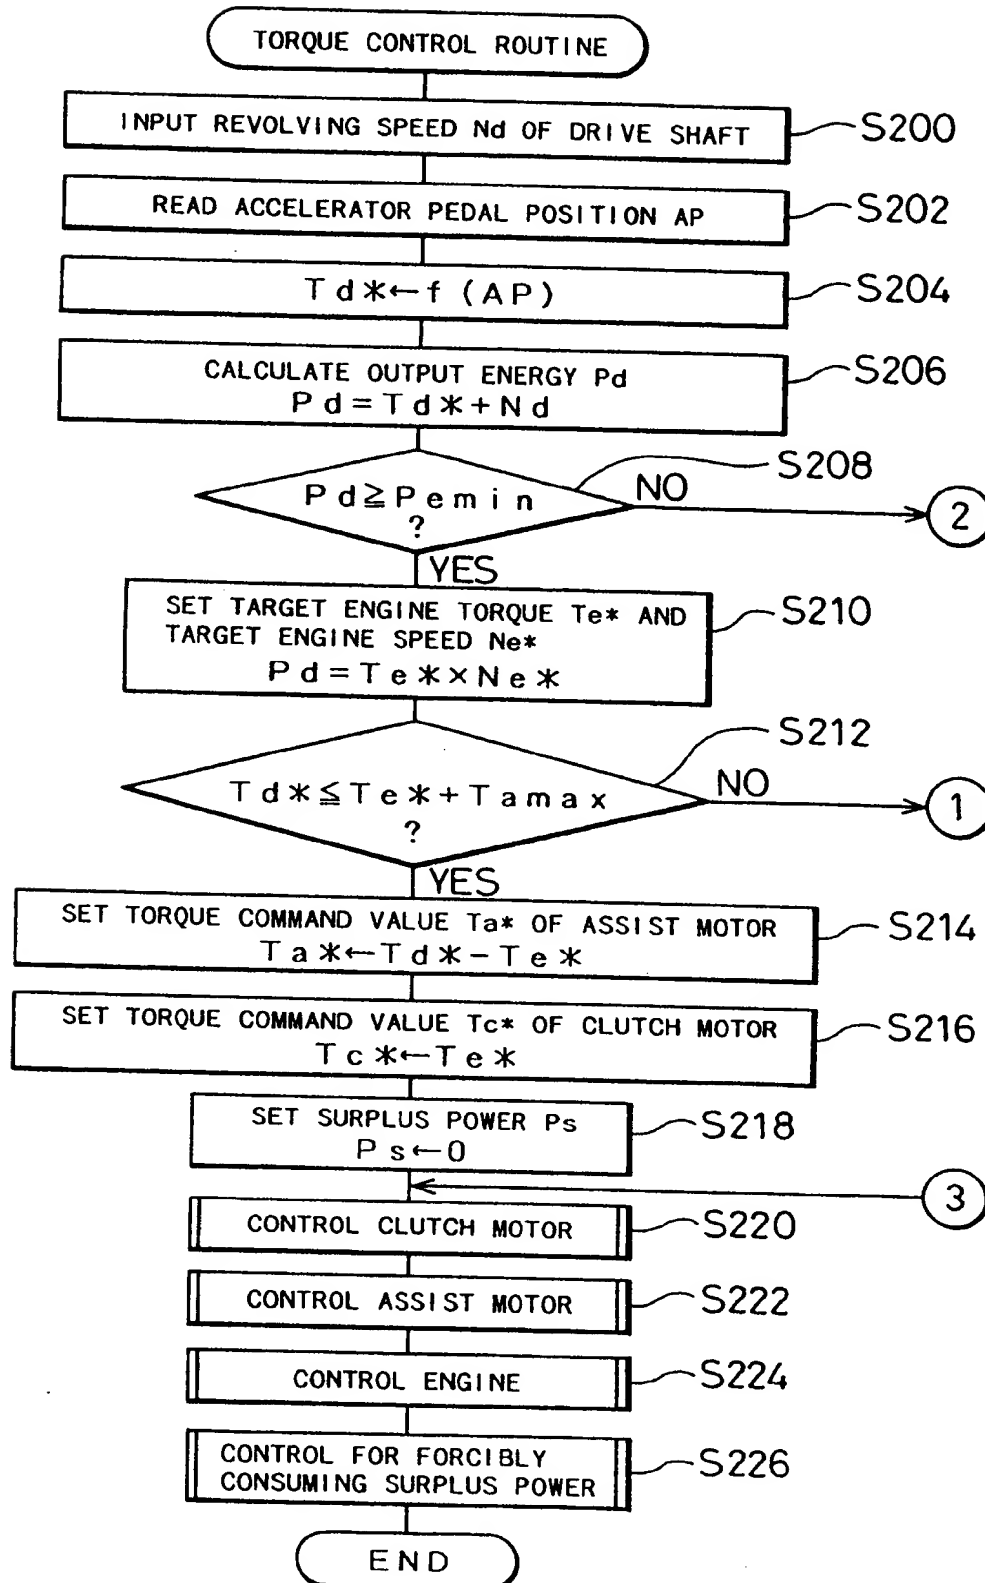 TORQUE CONTROL ROUTINE
INPUT REVOLVING SPEED Nd OF DRIVE SHAFT
S200
READ ACCELERATOR PEDAL POSITION AP
S202
Td*←f (AP)
S204
CALCULATE OUTPUT ENERGY Pd
Pd=Td*+Nd
S206
S208
Pd≧Pemin
?
NO
2
YES
SET TARGET ENGINE TORQUE Te* AND
TARGET ENGINE SPEED Ne*
Pd=Te*×Ne*
S210
S212
Td*≦Te*+Tamax
?
NO
1
YES
SET TORQUE COMMAND VALUE Ta* OF ASSIST MOTOR
Ta*←Td*-Te*
S214
SET TORQUE COMMAND VALUE Tc* OF CLUTCH MOTOR
Tc*←Te*
S216
SET SURPLUS POWER Ps
Ps←0
S218
3
CONTROL CLUTCH MOTOR
S220
CONTROL ASSIST MOTOR
S222
CONTROL ENGINE
S224
CONTROL FOR FORCIBLY
CONSUMING SURPLUS POWER
S226
END